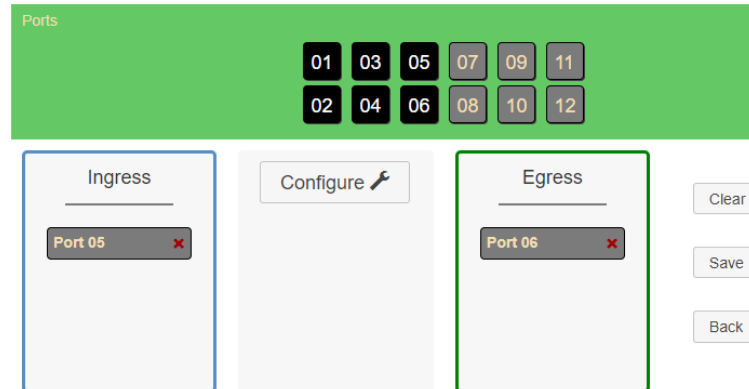 Ports
01 03 05 07 09 11
02 04 06 08 10 12
Ingress
Configure
Egress
Clear
Port 05
Port 06
Save
Back